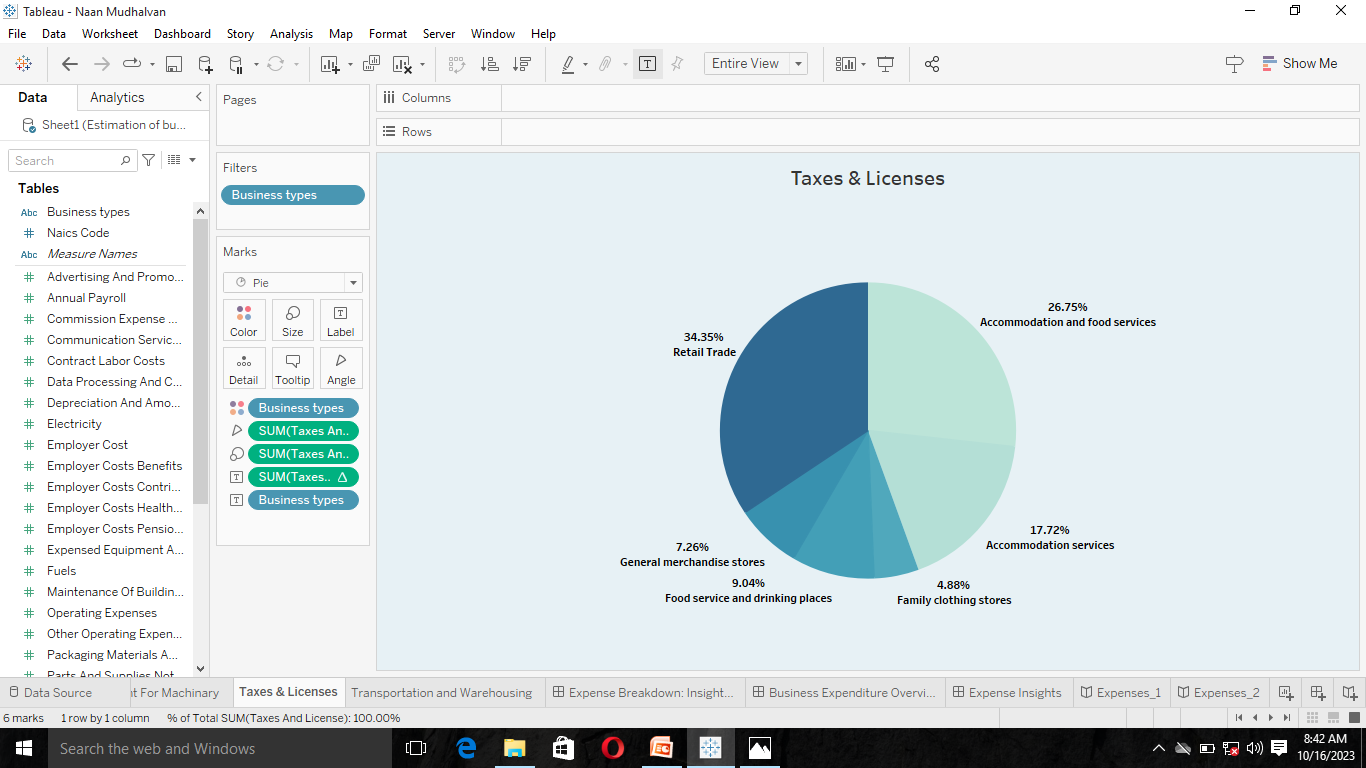 Tableau - Naan Mudhalvan
File Data Worksheet Dashboard Story Analysis Map Format Server Window Help
Entire View
Show Me
Data Analytics
Sheet1 (Estimation of bu...
Search
Tables
Abc Business types
# Naics Code
Abc Measure Names
# Advertising And Promo...
# Annual Payroll
# Commission Expense ...
# Communication Servic...
# Contract Labor Costs
# Data Processing And C...
# Depreciation And Amo...
# Electricity
# Employer Cost
# Employer Costs Benefits
# Employer Costs Contri...
# Employer Costs Health...
# Employer Costs Pensio...
# Expensed Equipment A...
# Fuels
# Maintenance Of Buildin...
# Operating Expenses
# Other Operating Expen...
# Packaging Materials A...
# Parts And Supplies Not
Pages
Filters
Business types
Marks
Pie
Color Size Label
Detail Tooltip Angle
Business types
SUM(Taxes An..
SUM(Taxes An..
SUM(Taxes.. Δ
Business types
Columns
Rows
Taxes & Licenses
26.75%
Accommodation and food services
34.35%
Retail Trade
17.72%
Accommodation services
7.26%
General merchandise stores
9.04%
Food service and drinking places
4.88%
Family clothing stores
Data Source t For Machinary Taxes & Licenses Transportation and Warehousing Expense Breakdown: Insight... Business Expenditure Overvi... Expense Insights Expenses_1 Expenses_2
6 marks 1 row by 1 column % of Total SUM(Taxes And License): 100.00%
Search the web and Windows
8:42 AM
10/16/2023